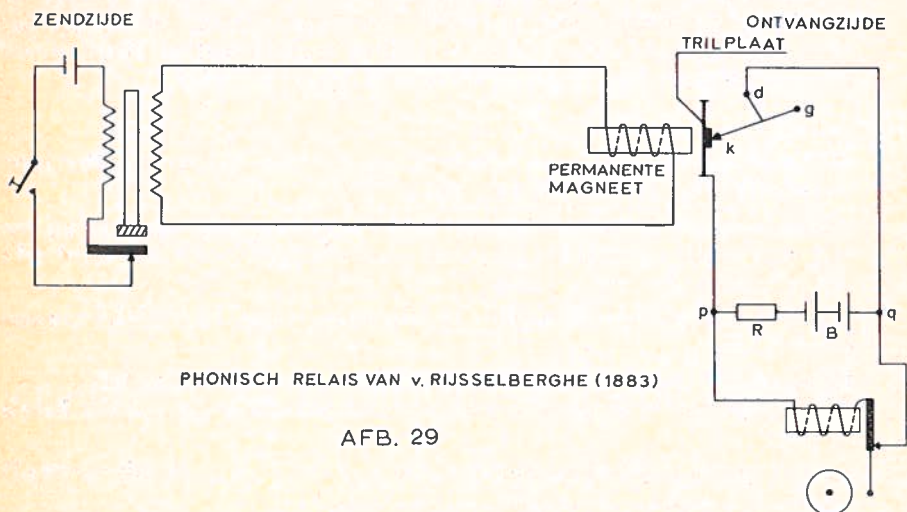 ZENDZIJDE
ONTVANGZIJDE
TRILPLAAT
d
g
k
PERMANENTE
MAGNEET
p
R
B
q
PHONISCH RELAIS VAN v. RIJSSELBERGHE (1883)
AFB. 29